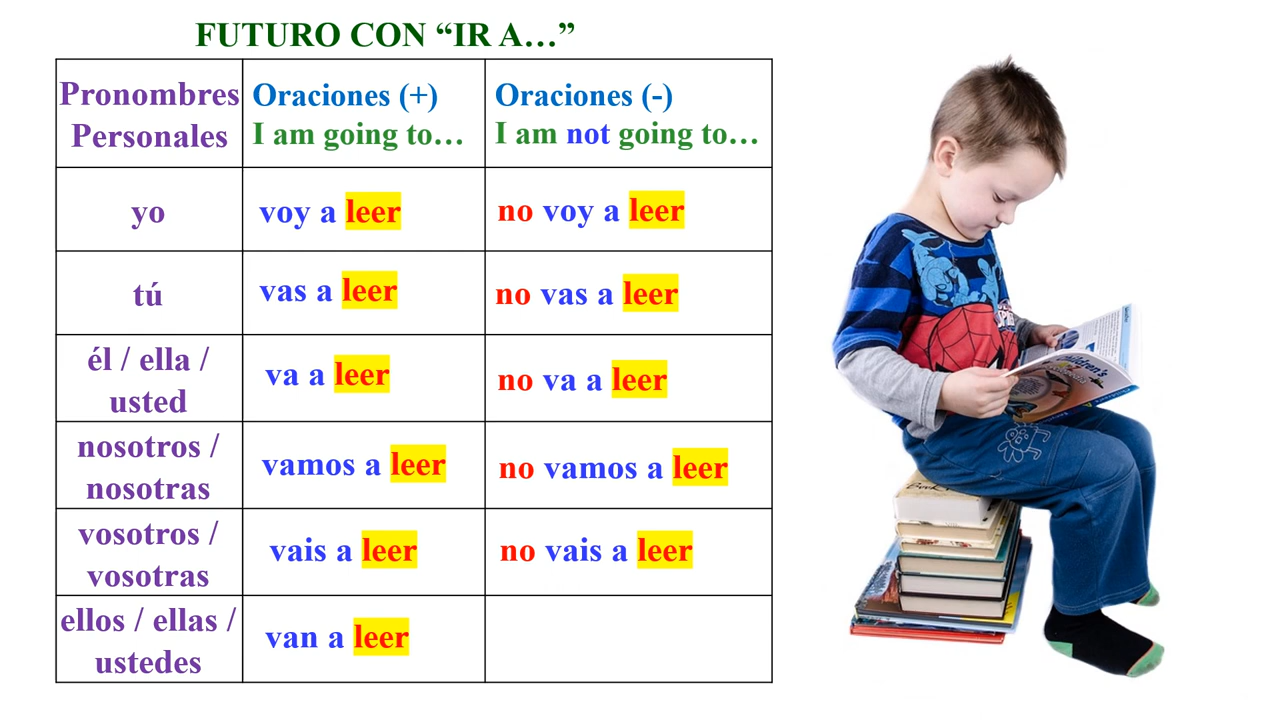 FUTURO CON “IR A…”
Pronombres Personales
Oraciones (+)
I am going to…
Oraciones (-)
I am not going to…
yo
voy a leer
no voy a leer
tú
vas a leer
no vas a leer
él / ella /
usted
va a leer
no va a leer
nosotros /
nosotras
vamos a leer
no vamos a leer
vosotros /
vosotras
vais a leer
no vais a leer
ellos / ellas /
ustedes
van a leer